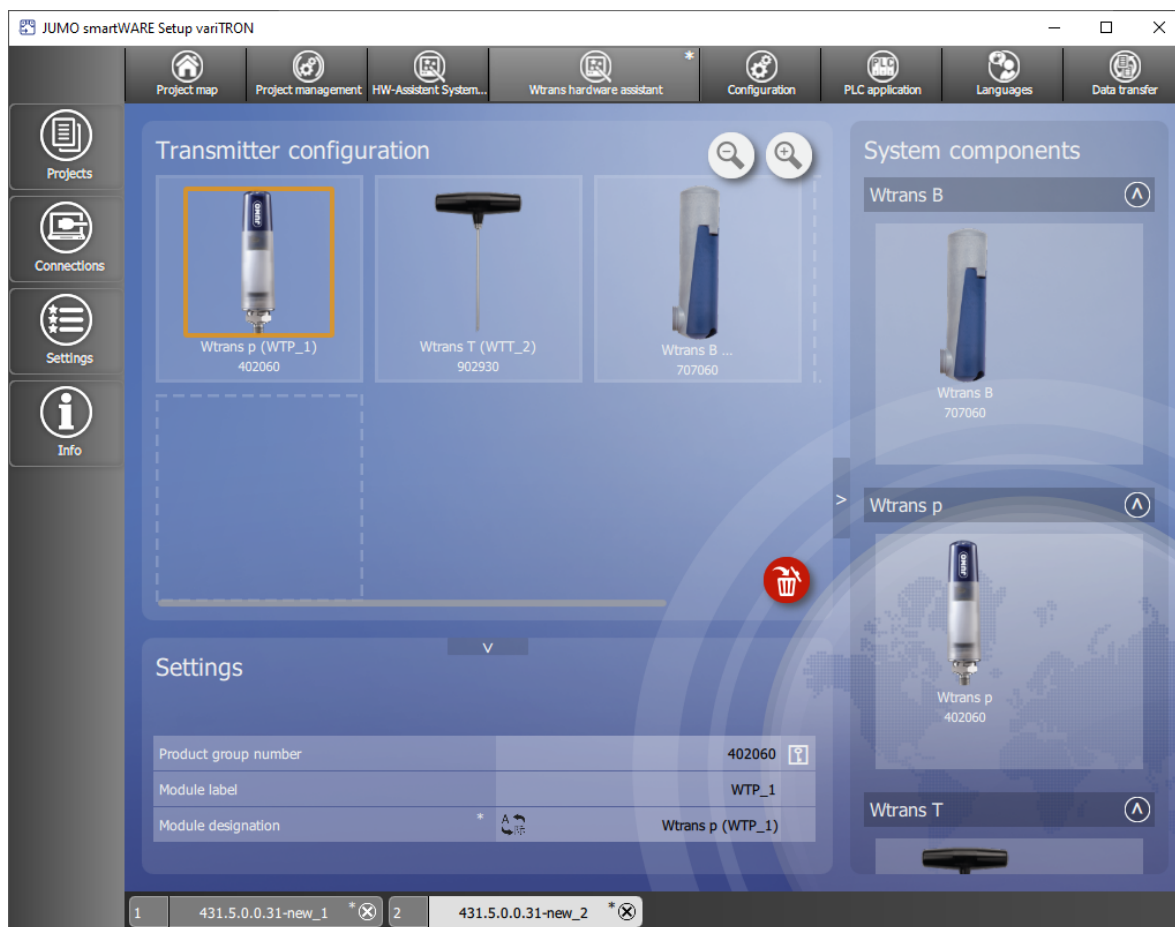 JUMO smartWARE Setup variTRON
Project map
Project management
HW-Assistent System...
Wtrans hardware assistant
*
Configuration
PLC
PLC application
Languages
Data transfer
Projects
Connections
Settings
Info
Transmitter configuration
JUMO
Wtrans p (WTP_1)
402060
Wtrans T (WTT_2)
902930
Wtrans B ...
707060
System components
Wtrans B
Wtrans B
707060
Wtrans p
JUMO
Wtrans p
402060
Wtrans T
Settings
Product group number
402060
Module label
WTP_1
Module designation
*
A
Wtrans p (WTP_1)
1
431.5.0.0.31-new_1
*
2
431.5.0.0.31-new_2
*